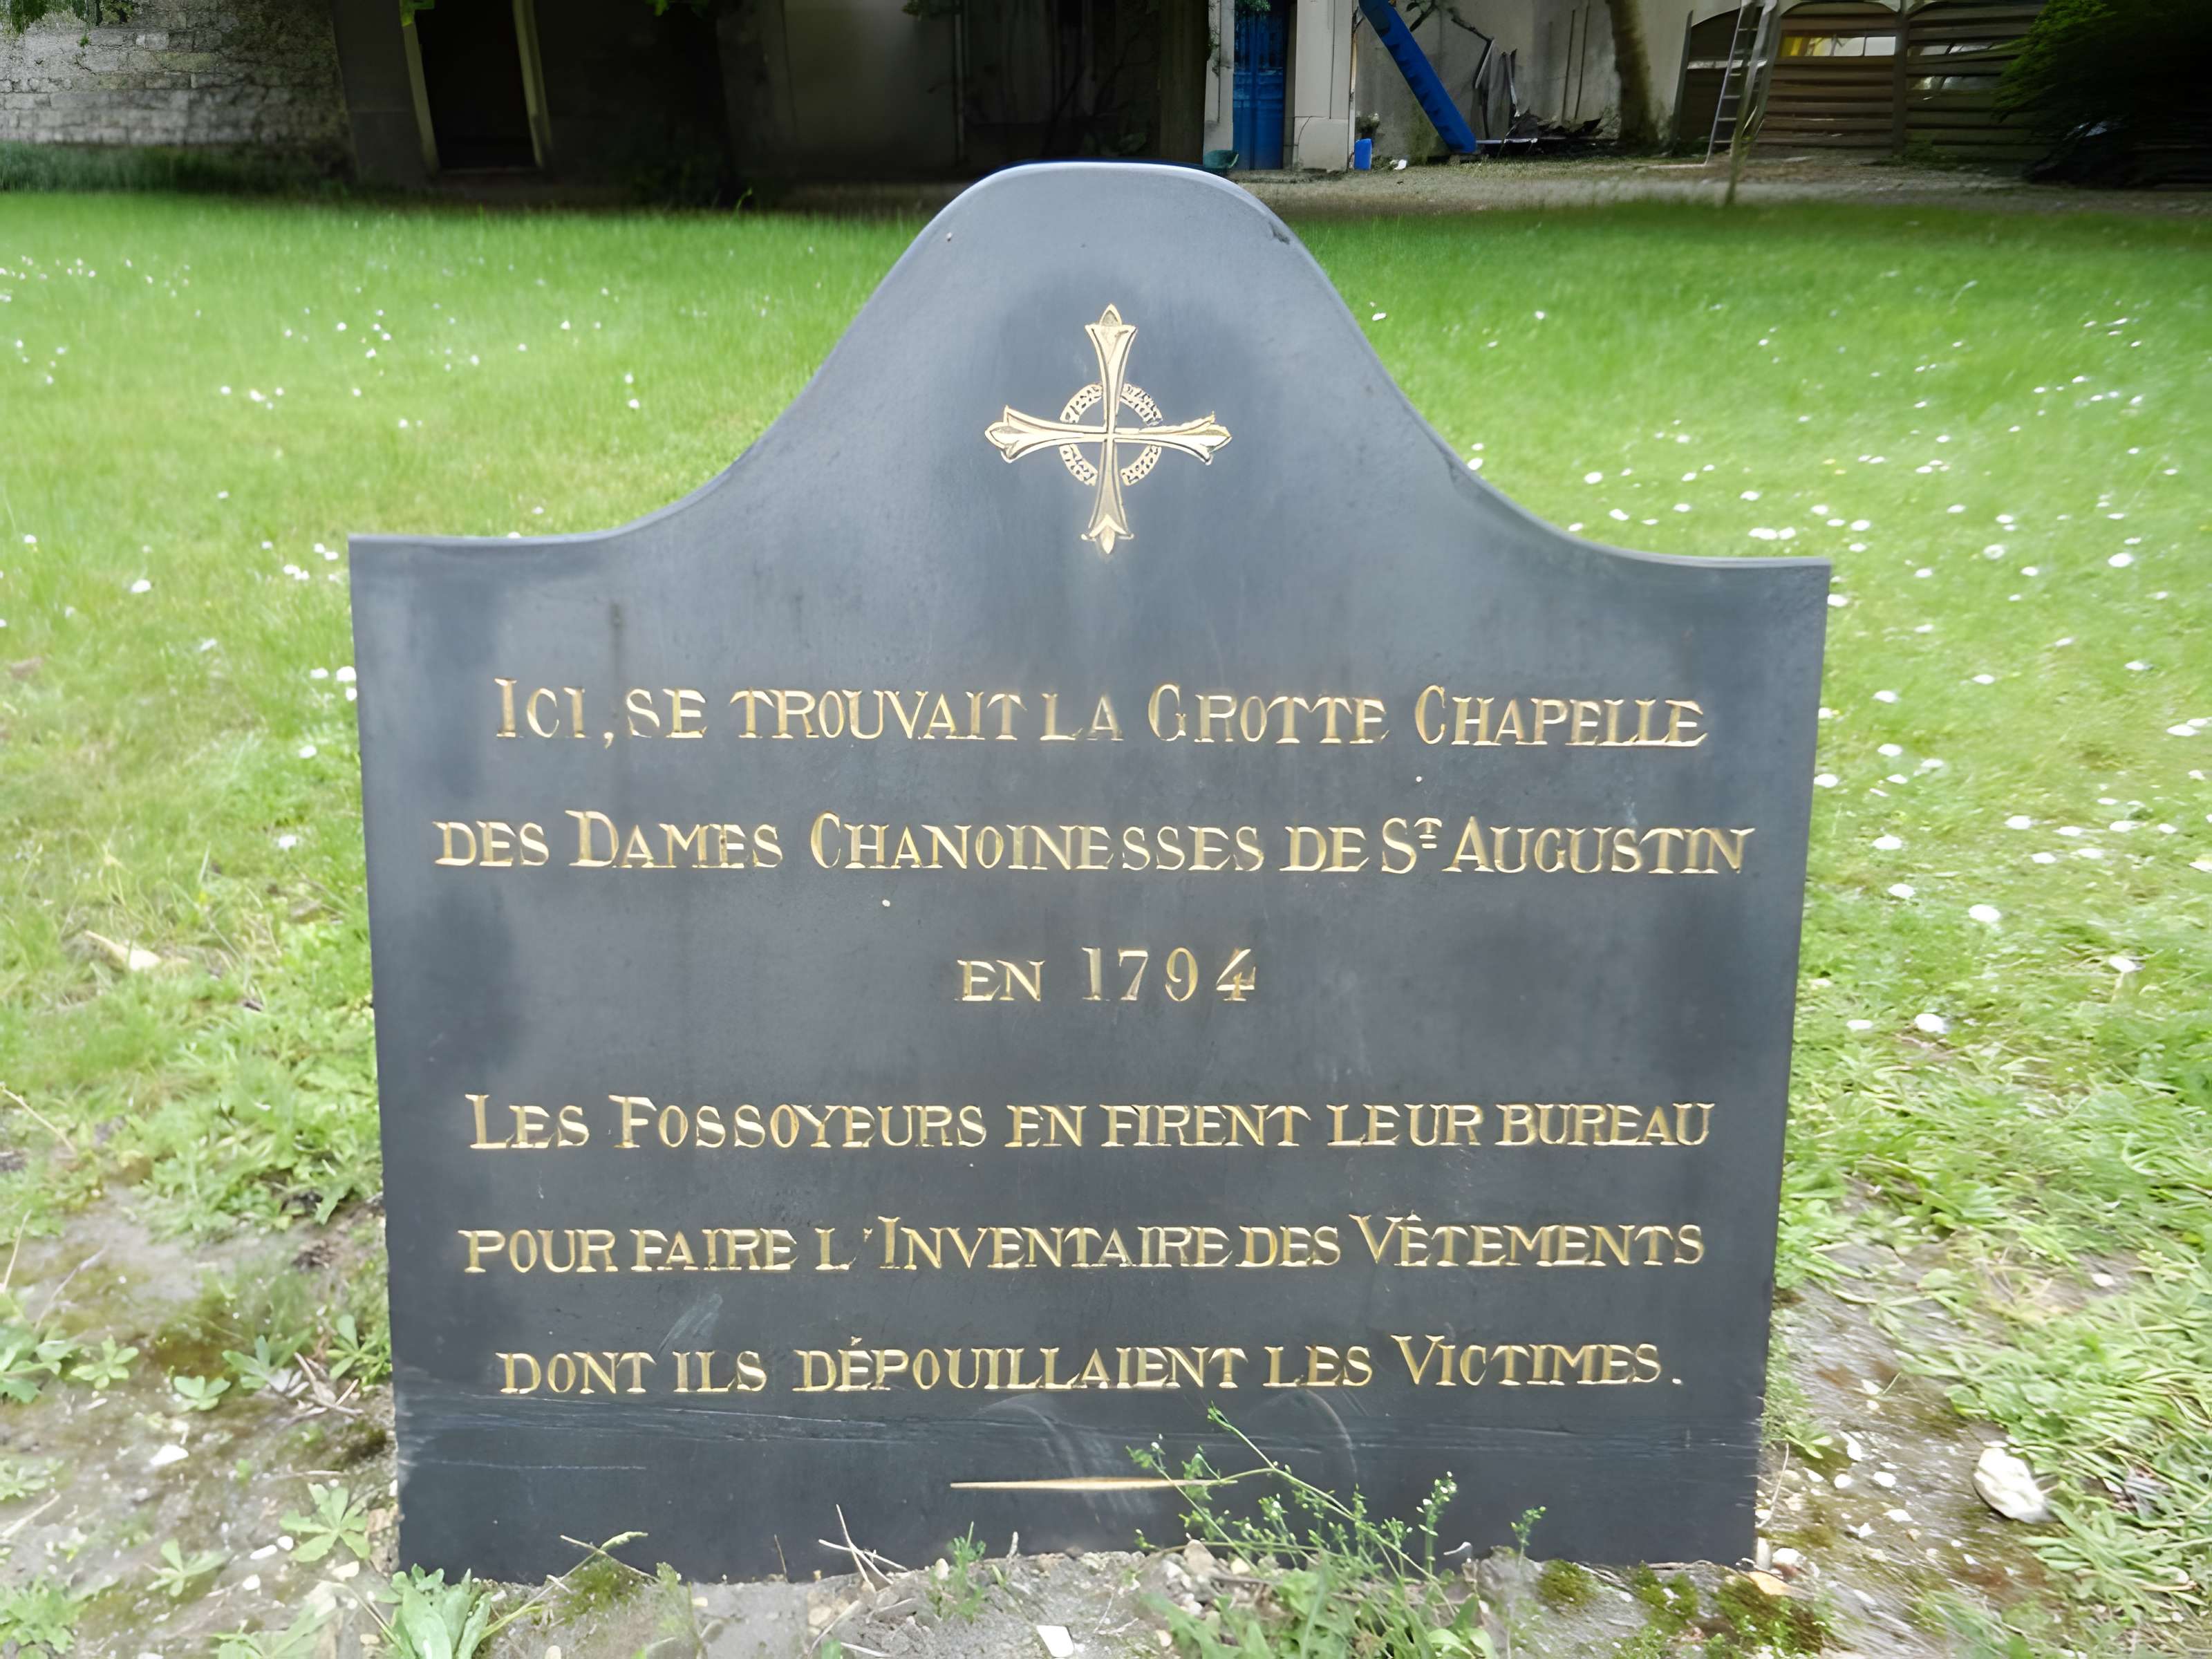 Ici, se trouvait la Grotte Chapelle
des Dames Chanoinesses de St Augustin
en 1794
Les Fossoyeurs en firent leur bureau
pour faire l'Inventaire des Vêtements
dont ils dépouillaient les Victimes.